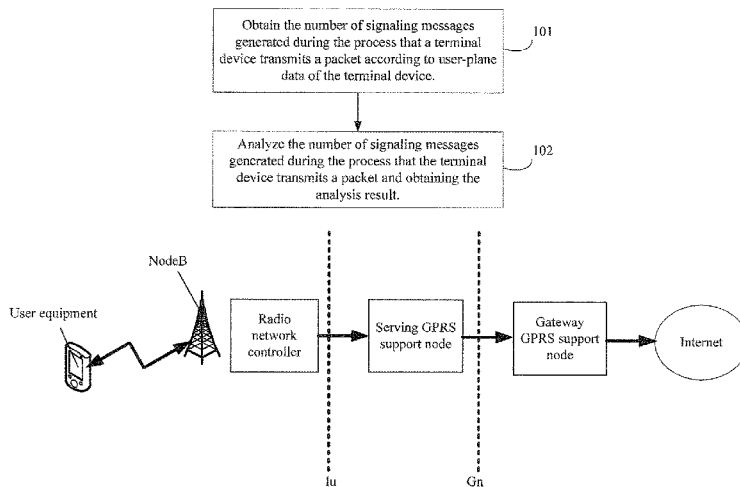 Obtain the number of signaling messages
generated during the process that a terminal
device transmits a packet according to user-plane
data of the terminal device.
101
Analyze the number of signaling messages
generated during the process that the terminal
device transmits a packet and obtaining the
analysis result.
102
NodeB
User equipment
Radio
network
controller
Serving GPRS
support node
Gateway
GPRS support
node
Internet
Iu
Gn